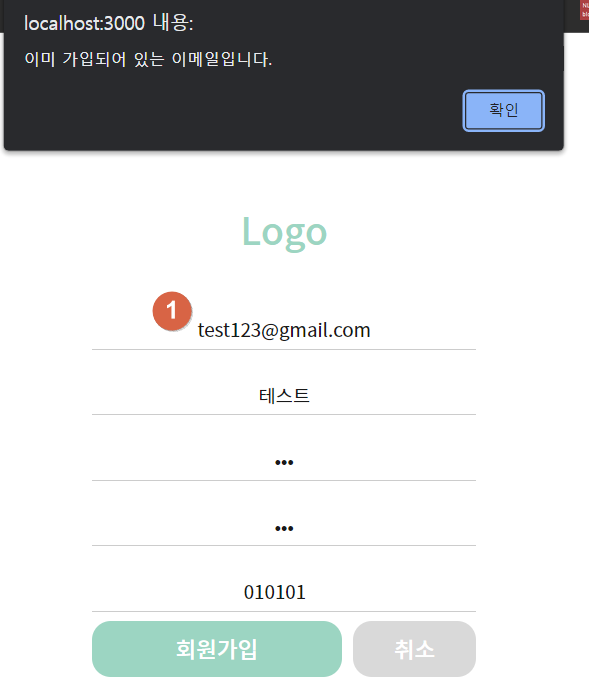 localhost:3000 내용:
이미 가입되어 있는 이메일입니다.
확인
Logo
1
test123@gmail.com
테스트
•••
•••
010101
회원가입 취소